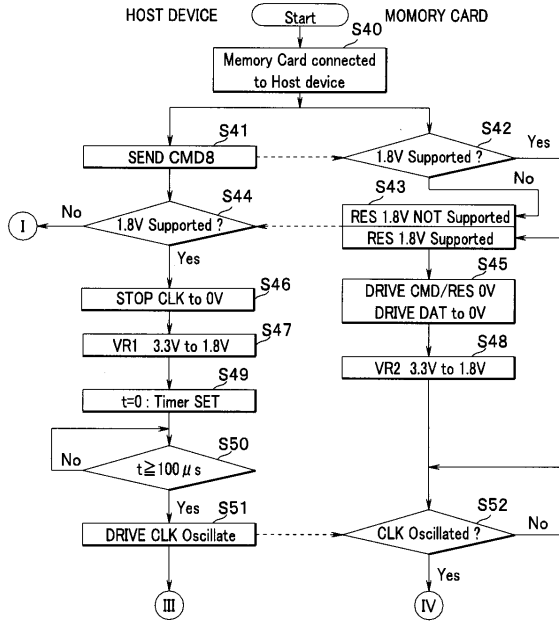 HOST DEVICE
Start
MOMORY CARD
S40
Memory Card connected
to Host device
S41
SEND CMD8
S42
1.8V Supported ?
Yes
No
S43
RES 1.8V NOT Supported
RES 1.8V Supported
S44
1.8V Supported ?
No
I
Yes
S45
DRIVE CMD/RES 0V
DRIVE DAT to 0V
S46
STOP CLK to 0V
S47
VR1 3.3V to 1.8V
S48
VR2 3.3V to 1.8V
S49
t=0 : Timer SET
S50
t≧100 μ s
No
Yes
S51
DRIVE CLK Oscillate
S52
CLK Oscillated ?
No
Yes
III
IV